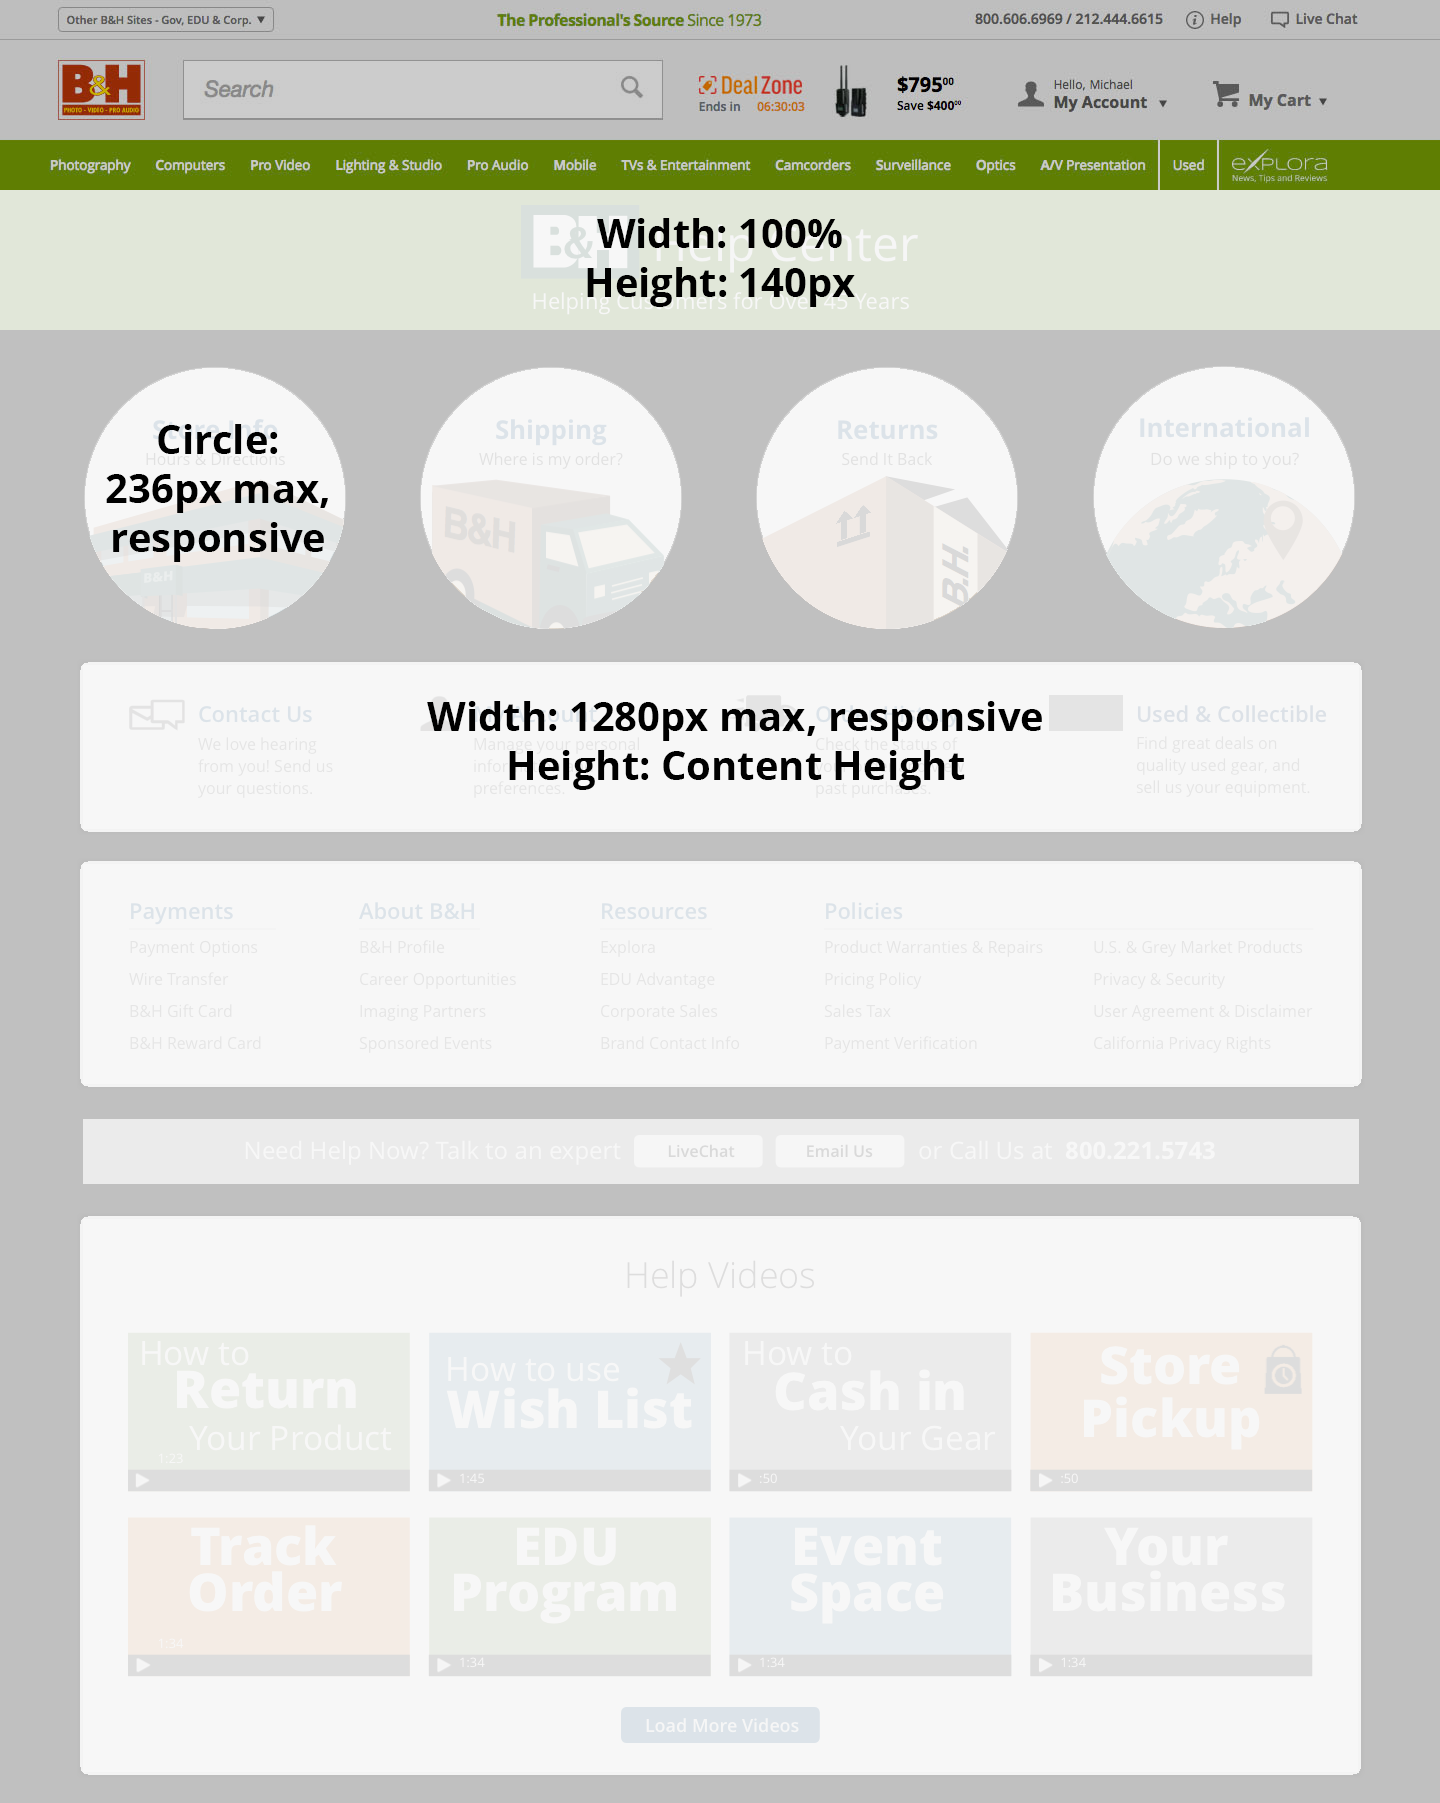 Other B&H Sites - Gov, EDU & Corp. ▼
The Professional's Source Since 1973
800.606.6969 / 212.444.6615
Help
Live Chat
B&H
PHOTO - VIDEO - PRO AUDIO
Search
Deal Zone
Ends in 06:30:03
$795.00
Save $400.00
Hello, Michael
My Account ▼
My Cart ▼
Photography Computers Pro Video Lighting & Studio Pro Audio Mobile TVs & Entertainment Camcorders Surveillance Optics A/V Presentation Used explora
News, Tips and Reviews
B&H Help Center
Helping Customers for Over 45 Years
Width: 100%
Height: 140px
Store Info
Hours & Directions
B&H
Circle:
236px max,
responsive
Shipping
Where is my order?
B&H
Returns
Send It Back
B.H.
International
Do we ship to you?
Width: 1280px max, responsive
Height: Content Height
Contact Us
We love hearing
from you! Send us
your questions.
Manage your personal
preferences.
Check the status of
past purchases.
Used & Collectible
Find great deals on
quality used gear, and
sell us your equipment.
Payments
Payment Options
Wire Transfer
B&H Gift Card
B&H Reward Card
About B&H
B&H Profile
Career Opportunities
Imaging Partners
Sponsored Events
Resources
Explora
EDU Advantage
Corporate Sales
Brand Contact Info
Policies
Product Warranties & Repairs
Pricing Policy
Sales Tax
Payment Verification
U.S. & Grey Market Products
Privacy & Security
User Agreement & Disclaimer
California Privacy Rights
Need Help Now? Talk to an expert LiveChat Email Us or Call Us at 800.221.5743
Help Videos
How to
Return
Your Product
1:23
How to use
Wish List
1:45
How to
Cash in
Your Gear
:50
Store
Pickup
:50
Track
Order
1:34
EDU
Program
1:34
Event
Space
1:34
Your
Business
1:34
Load More Videos